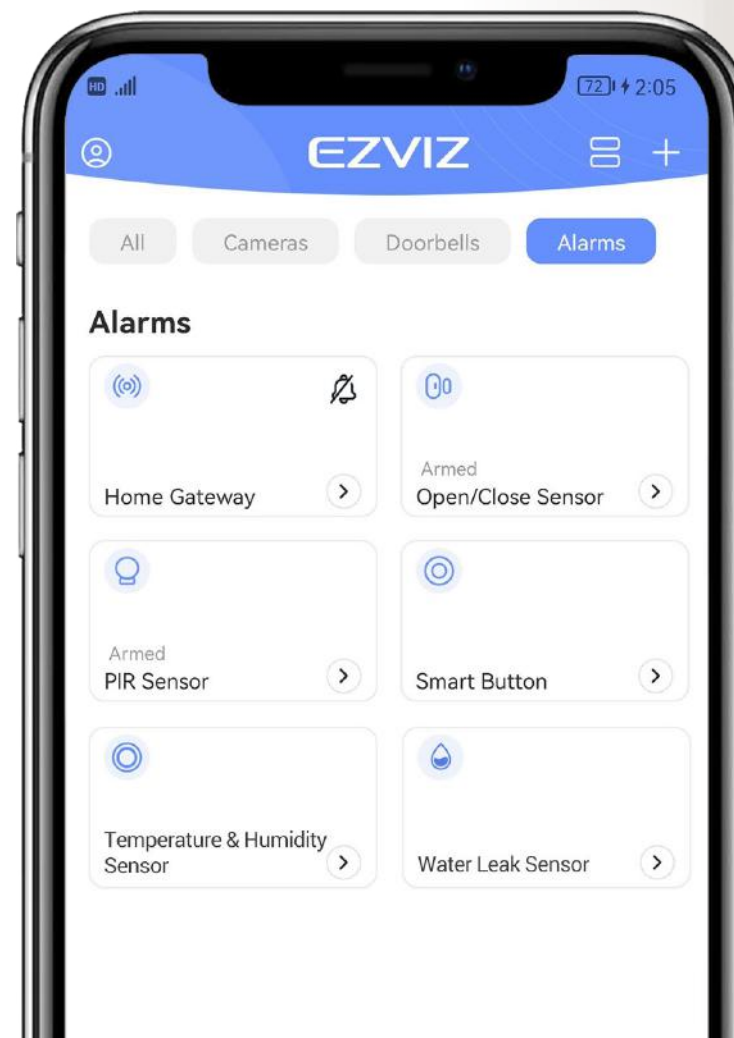 HD 72 2:05
EZVIZ
All Cameras Doorbells Alarms
Alarms
Home Gateway
Armed
Open/Close Sensor
Armed
PIR Sensor
Smart Button
Temperature & Humidity
Sensor
Water Leak Sensor